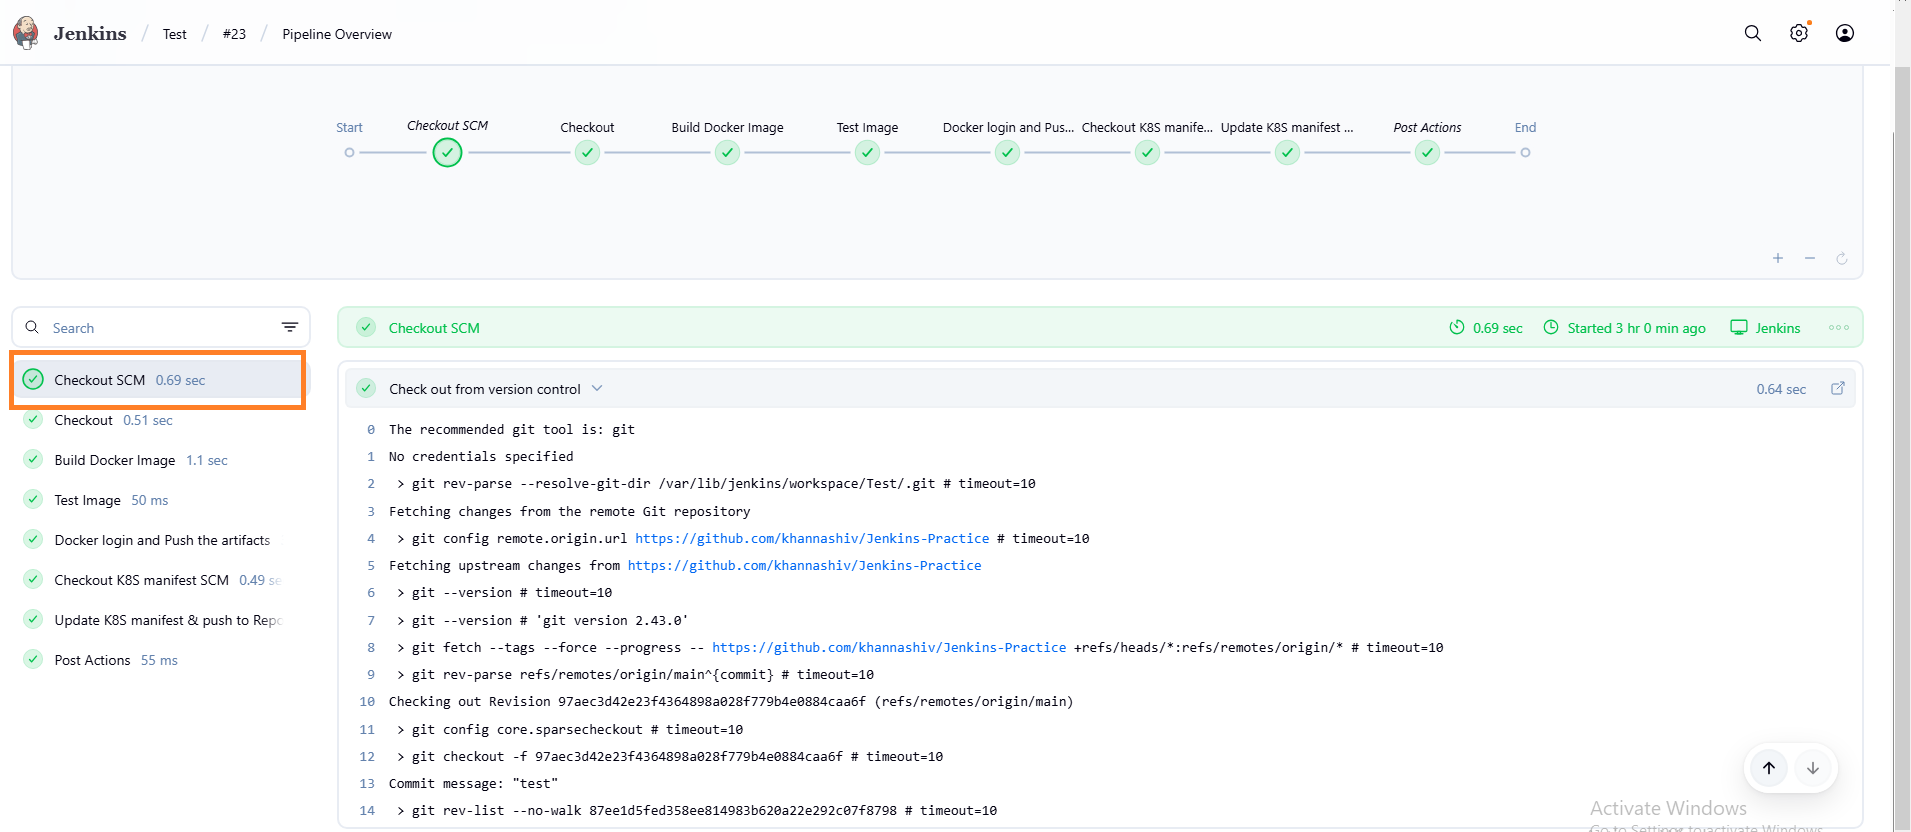 Jenkins / Test / #23 / Pipeline Overview
Start Checkout SCM Checkout Build Docker Image Test Image Docker login and Pus... Checkout K8S manife... Update K8S manifest ... Post Actions End
Search
Checkout SCM 0.69 sec
Checkout 0.51 sec
Build Docker Image 1.1 sec
Test Image 50 ms
Docker login and Push the artifacts
Checkout K8S manifest SCM 0.49 se
Update K8S manifest & push to Repo
Post Actions 55 ms
Checkout SCM 0.69 sec Started 3 hr 0 min ago Jenkins
Check out from version control 0.64 sec
0 The recommended git tool is: git
1 No credentials specified
2 > git rev-parse --resolve-git-dir /var/lib/jenkins/workspace/Test/.git # timeout=10
3 Fetching changes from the remote Git repository
4 > git config remote.origin.url https://github.com/khannashiv/Jenkins-Practice # timeout=10
5 Fetching upstream changes from https://github.com/khannashiv/Jenkins-Practice
6 > git --version # timeout=10
7 > git --version # 'git version 2.43.0'
8 > git fetch --tags --force --progress -- https://github.com/khannashiv/Jenkins-Practice +refs/heads/*:refs/remotes/origin/* # timeout=10
9 > git rev-parse refs/remotes/origin/main^{commit} # timeout=10
10 Checking out Revision 97aec3d42e23f4364898a028f779b4e0884caa6f (refs/remotes/origin/main)
11 > git config core.sparsecheckout # timeout=10
12 > git checkout -f 97aec3d42e23f4364898a028f779b4e0884caa6f # timeout=10
13 Commit message: "test"
14 > git rev-list --no-walk 87ee1d5fed358ee814983b620a22e292c07f8798 # timeout=10
Activate Windows
Go to Settings to activate Windows.